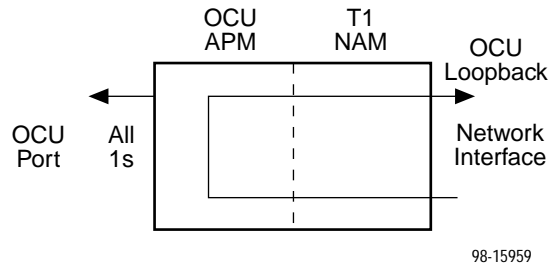 OCU
APM
T1
NAM
OCU
Loopback
OCU
Port
All
1s
Network
Interface
98-15959